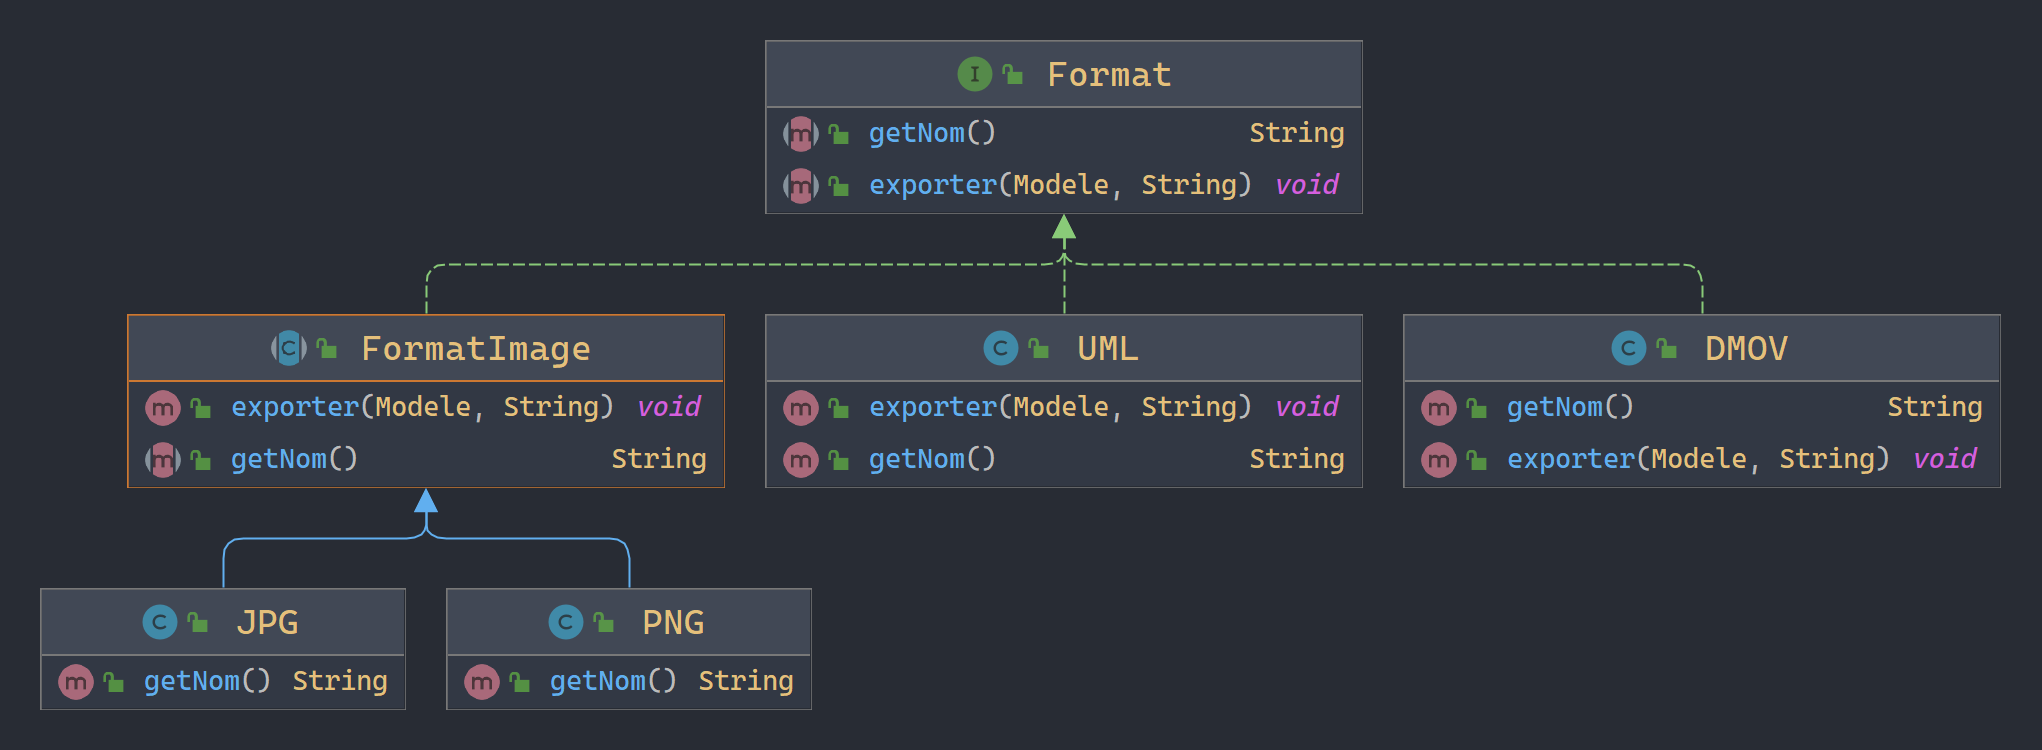 I Format
m getNom() String
m exporter(Modele, String) void
C FormatImage
m exporter(Modele, String) void
m getNom() String
C UML
m exporter(Modele, String) void
m getNom() String
C DMOV
m getNom() String
m exporter(Modele, String) void
C JPG
m getNom() String
C PNG
m getNom() String